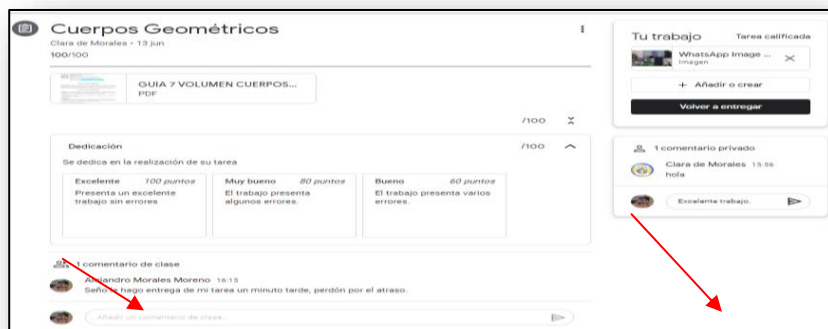 Cuerpos Geométricos
Clara de Morales • 13 jun
100/100
GUIA 7 VOLUMEN CUERPOS...
PDF
/100
Dedicación
/100
Se dedica en la realización de su tarea
Excelente 100 puntos
Presenta un excelente
trabajo sin errores
Muy bueno 80 puntos
El trabajo presenta
algunos errores.
Bueno 60 puntos
El trabajo presenta varios
errores.
1 comentario de clase
Alejandro Morales Moreno 16:15
Seño le hago entrega de mi tarea un minuto tarde, perdón por el atraso.
Añadir un comentario de clase...
Tu trabajo Tarea calificada
WhatsApp Image ...
Imagen
+ Añadir o crear
Volver a entregar
1 comentario privado
Clara de Morales 15:56
hola
Excelente trabajo.